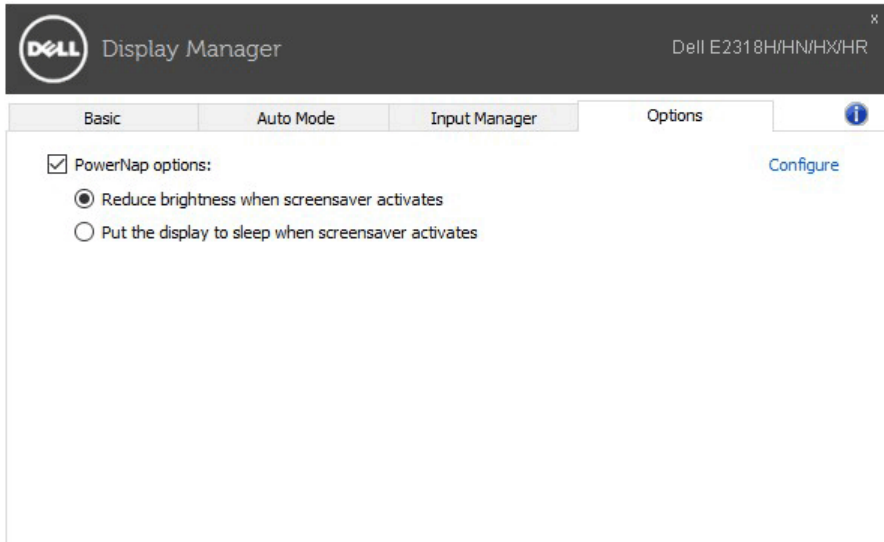 x
DELL Display Manager Dell E2318H/HN/HX/HR
Basic Auto Mode Input Manager Options i
PowerNap options: Configure
Reduce brightness when screensaver activates
Put the display to sleep when screensaver activates